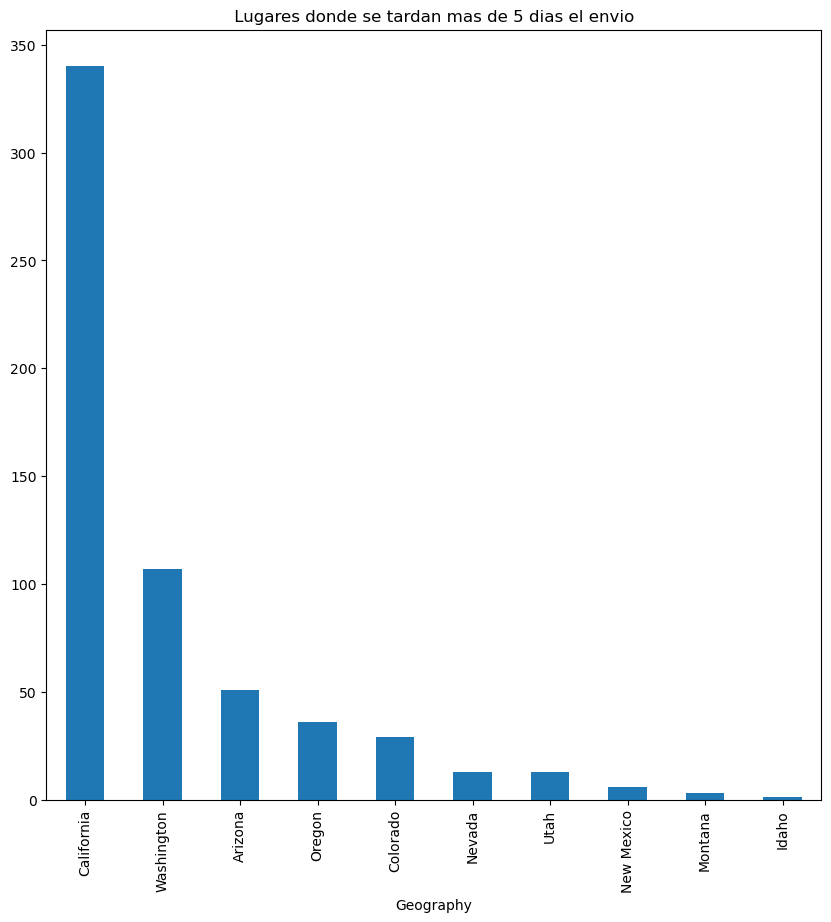 Lugares donde se tardan mas de 5 dias el envio
350
300
250
200
150
100
50
0
California
Washington
Arizona
Oregon
Colorado
Nevada
Utah
New Mexico
Montana
Idaho
Geography